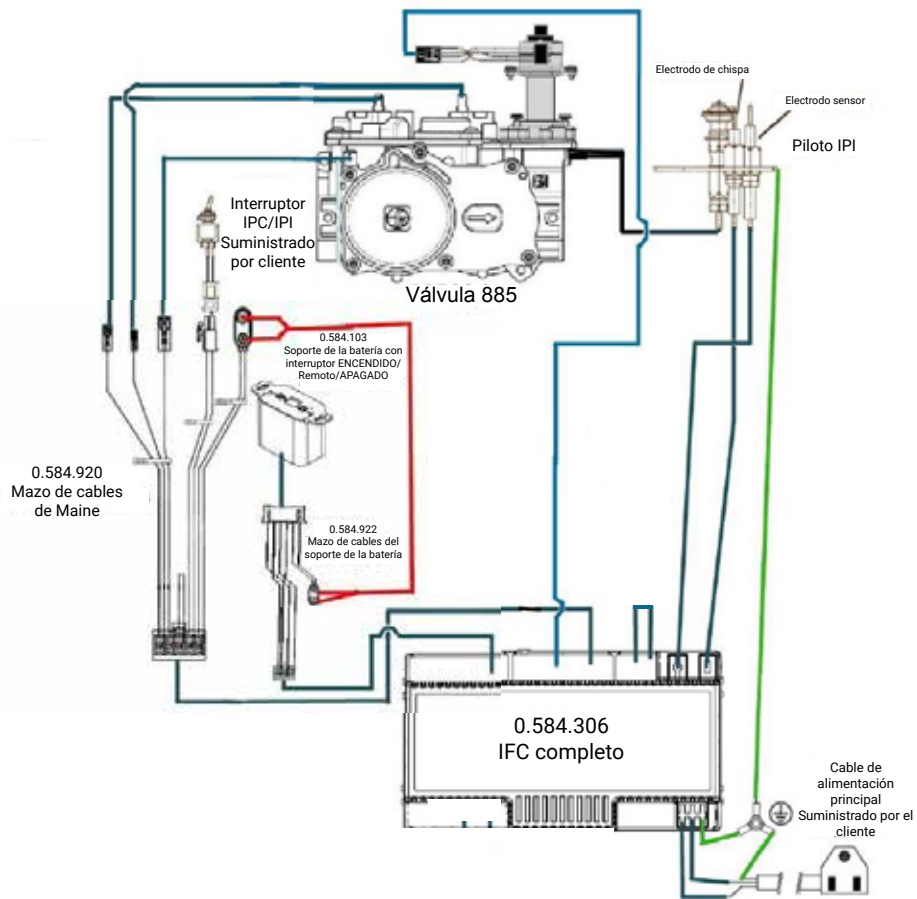 Electrodo de chispa
Electrodo sensor
Piloto IPI
Interruptor
IPC/IPI
Suministrado
por cliente
Válvula 885
0.584.103
Soporte de la batería con
interruptor ENCENDIDO/
Remoto/APAGADO
0.584.920
Mazo de cables
de Maine
0.584.922
Mazo de cables del
soporte de la batería
0.584.306
IFC completo
Cable de
alimentación
principal
Suministrado por el
cliente